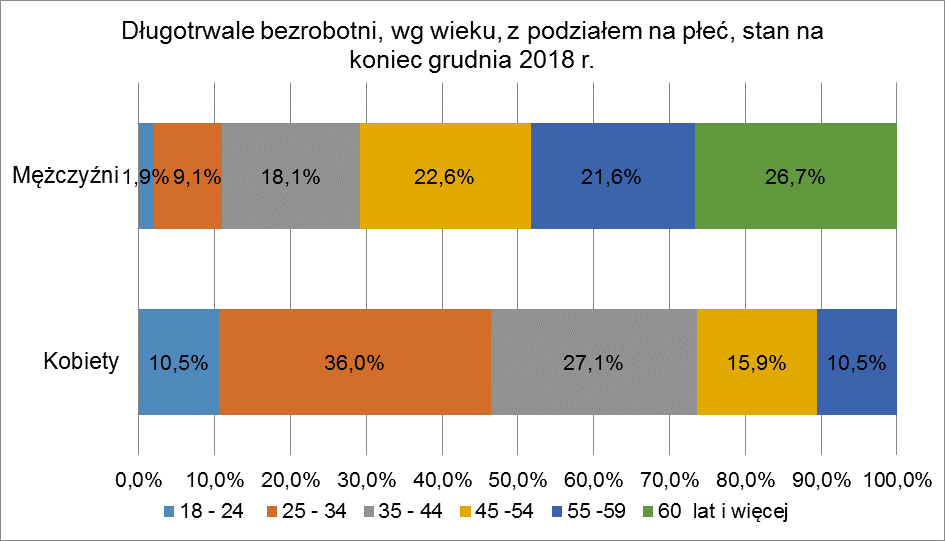 Długotrwale bezrobotni, wg wieku, z podziałem na płeć, stan na
koniec grudnia 2018 r.
Mężczyźni 1,9% 9,1% 18,1% 22,6% 21,6% 26,7%
Kobiety 10,5% 36,0% 27,1% 15,9% 10,5%
0,0% 10,0% 20,0% 30,0% 40,0% 50,0% 60,0% 70,0% 80,0% 90,0% 100,0%
18 - 24 25 - 34 35 - 44 45 -54 55 -59 60 lat i więcej